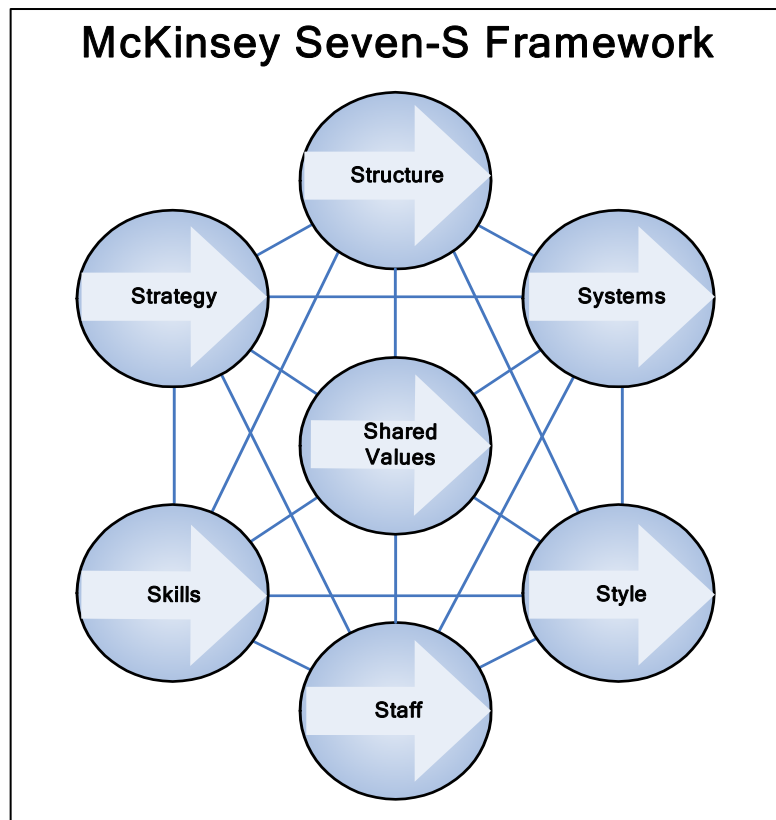 McKinsey Seven-S Framework
Structure
Strategy
Systems
Shared
Values
Skills
Style
Staff